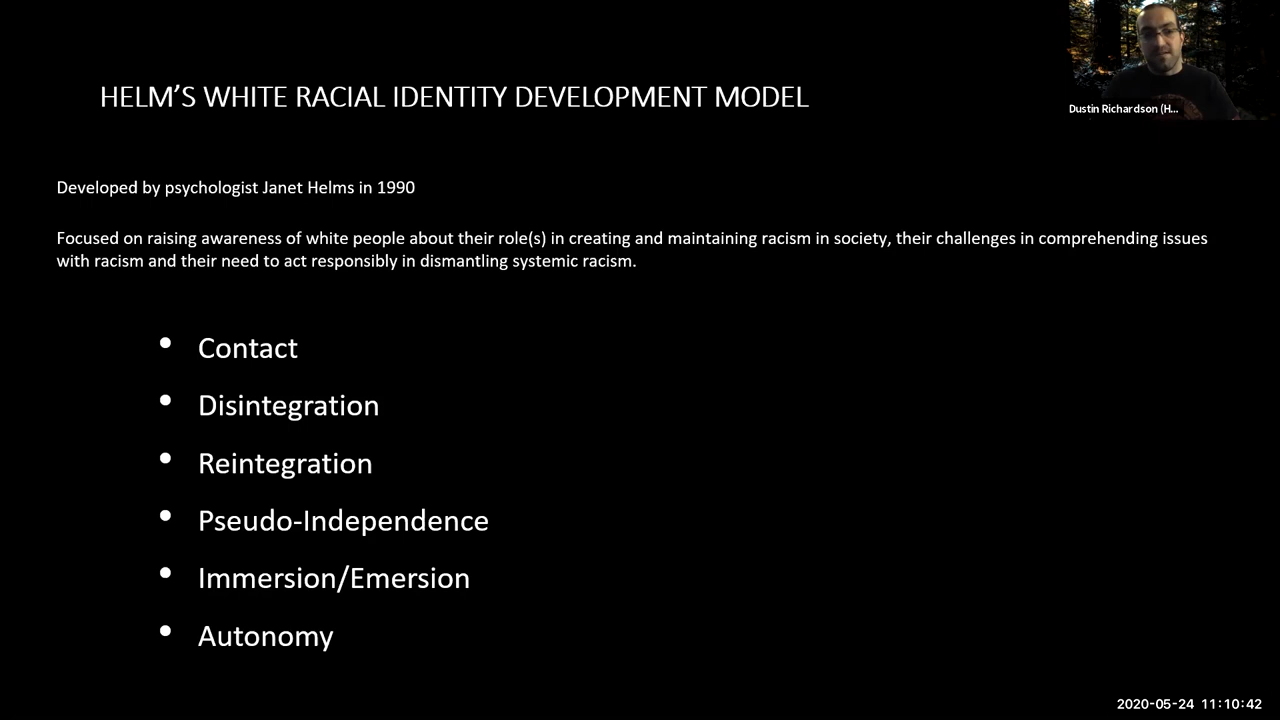 HELM'S WHITE RACIAL IDENTITY DEVELOPMENT MODEL
Dustin Richardson (H...
Developed by psychologist Janet Helms in 1990
Focused on raising awareness of white people about their role(s) in creating and maintaining racism in society, their challenges in comprehending issues
with racism and their need to act responsibly in dismantling systemic racism.
• Contact
• Disintegration
• Reintegration
• Pseudo-Independence
• Immersion/Emersion
• Autonomy
2020-05-24 11:10:42